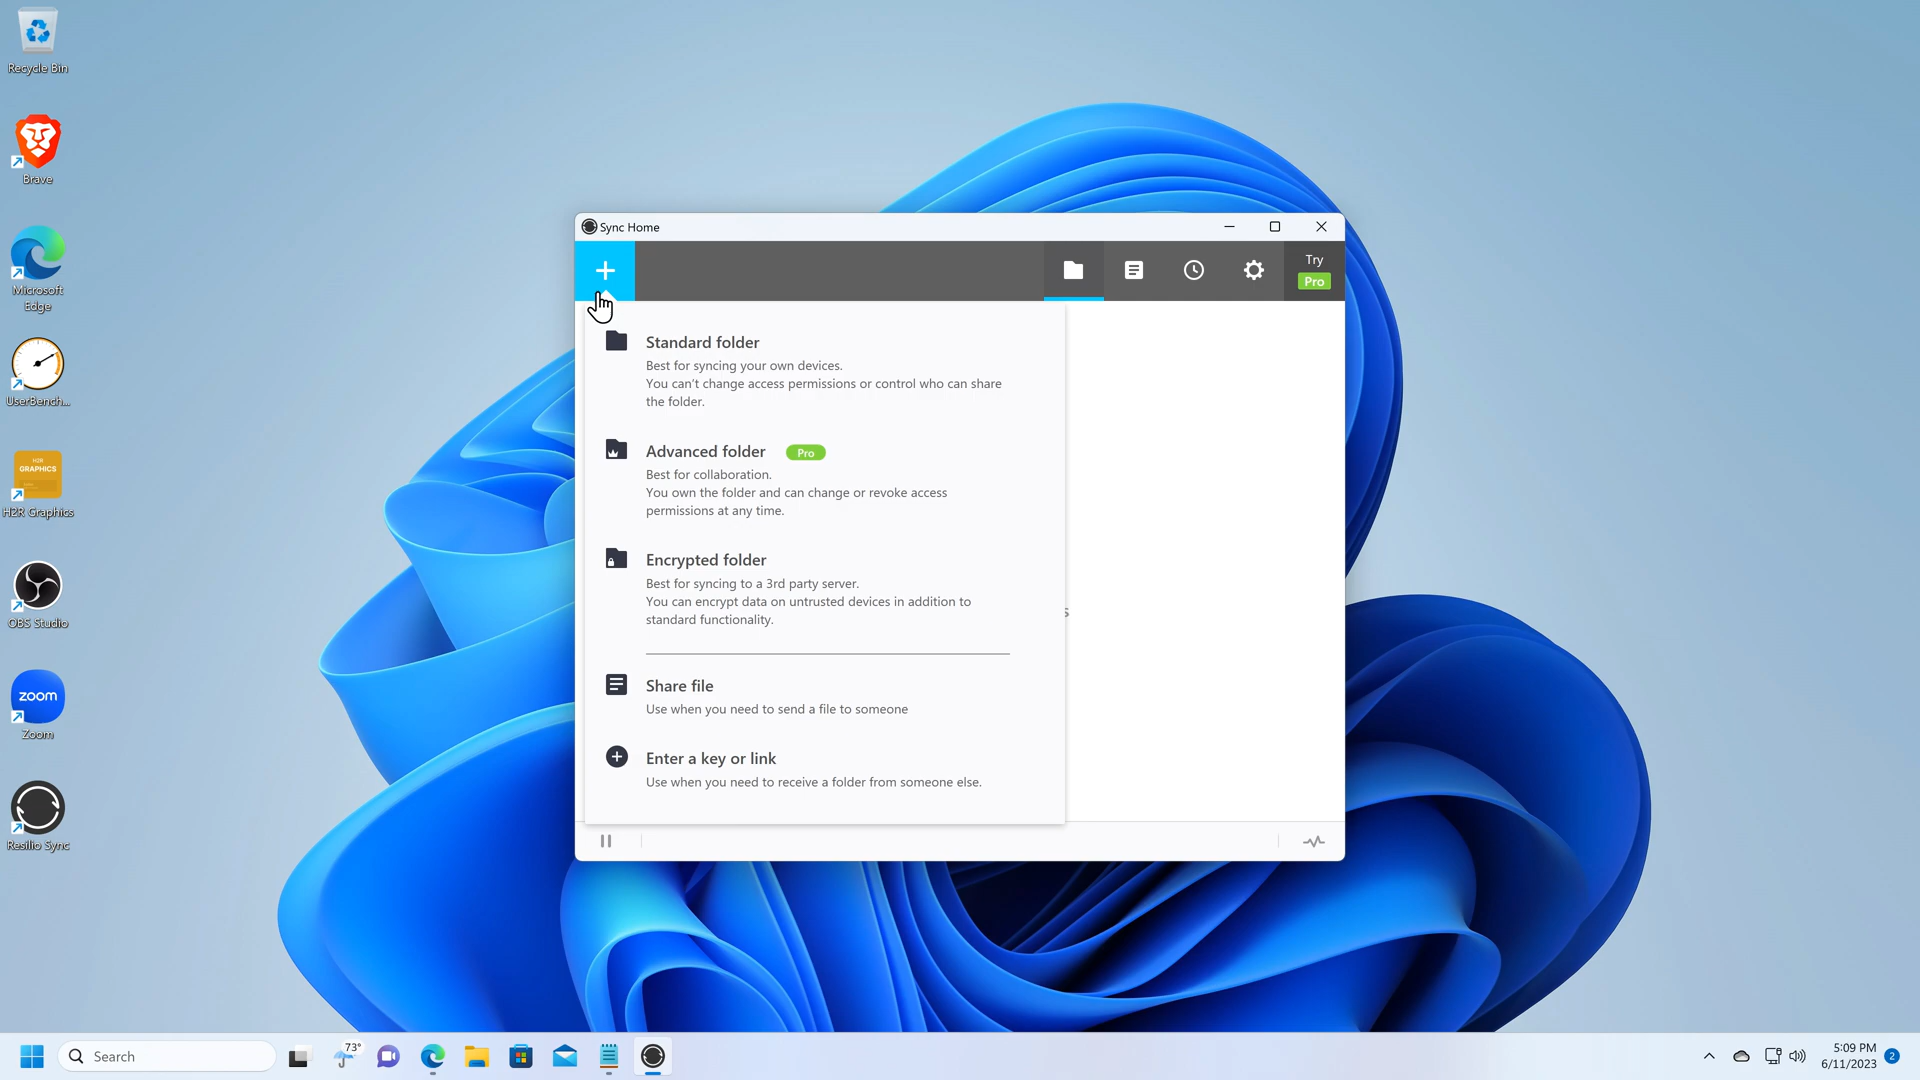 Recycle Bin
Brave
Microsoft
Edge
UserBench...
H2R
GRAPHICS
H2R Graphics
OBS Studio
zoom
Zoom
Resilio Sync
Sync Home
Try
Pro
Standard folder
Best for syncing your own devices.
You can't change access permissions or control who can share
the folder.
Advanced folder Pro
Best for collaboration.
You own the folder and can change or revoke access
permissions at any time.
Encrypted folder
Best for syncing to a 3rd party server.
You can encrypt data on untrusted devices in addition to
standard functionality.
s
Share file
Use when you need to send a file to someone
Enter a key or link
Use when you need to receive a folder from someone else.
Search
73°
5:09 PM
6/11/2023
2